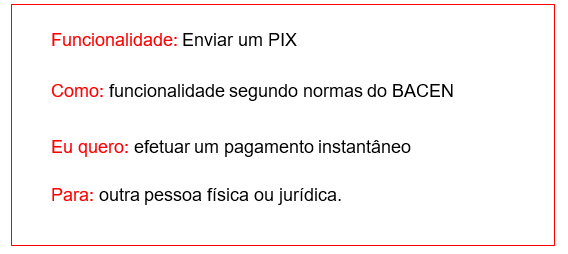 Funcionalidade: Enviar um PIX
Como: funcionalidade segundo normas do BACEN
Eu quero: efetuar um pagamento instantâneo
Para: outra pessoa física ou jurídica.